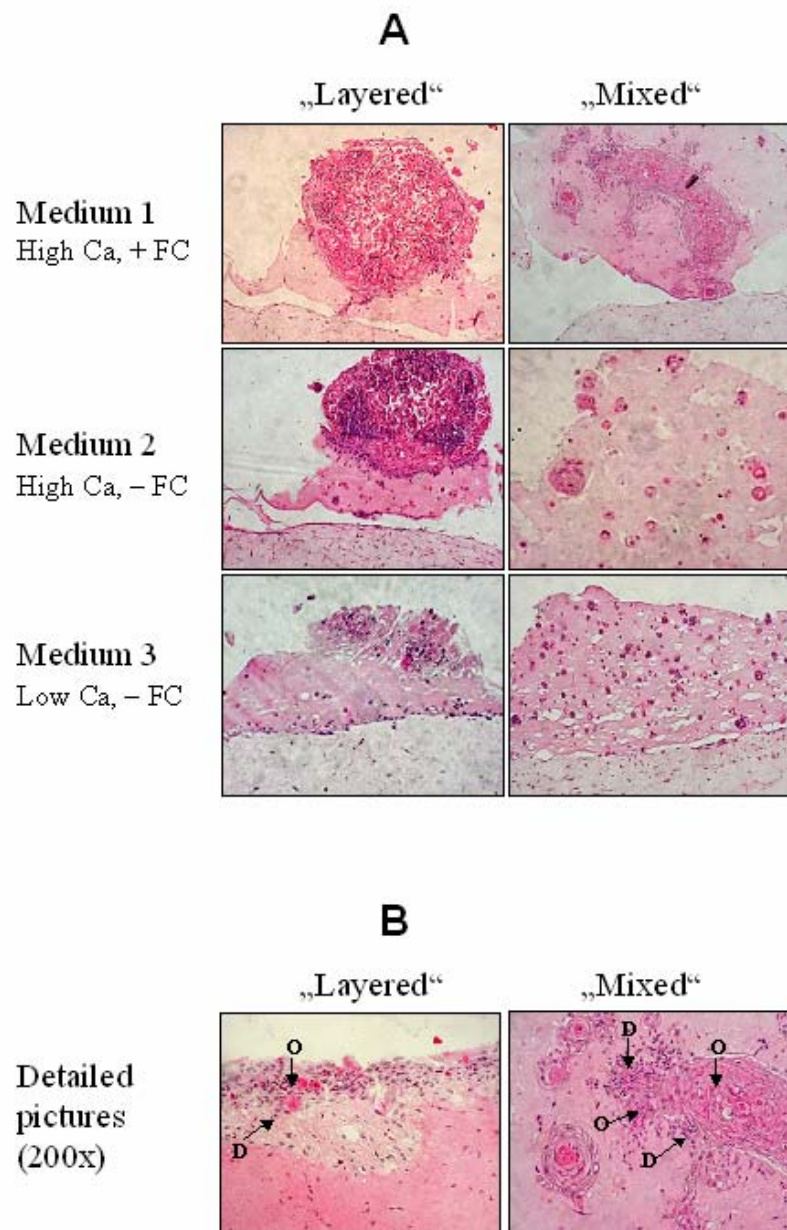 A
„Layered“ „Mixed“
Medium 1
High Ca, + FC
Medium 2
High Ca, – FC
Medium 3
Low Ca, – FC
B
„Layered“ „Mixed“
Detailed
pictures
(200x)
O
D
D
O
O
D